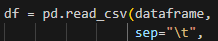 df = pd.read_csv(dataframe,
sep="\t",